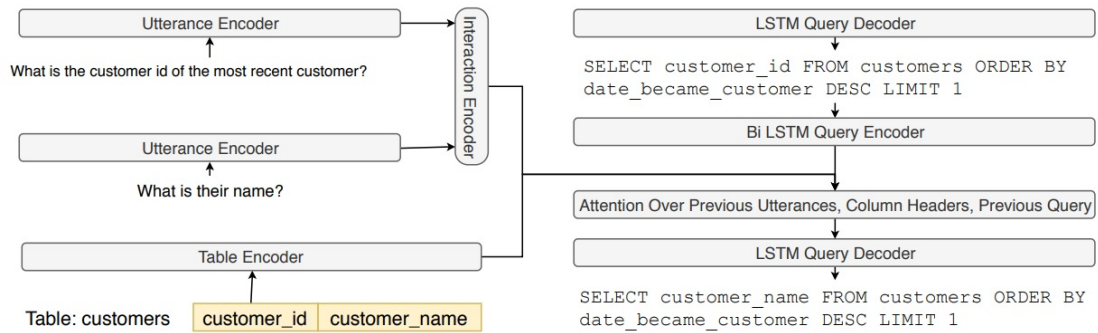 Utterance Encoder
What is the customer id of the most recent customer?
Interaction Encoder
Utterance Encoder
What is their name?
Table Encoder
Table: customers customer_id customer_name
LSTM Query Decoder
SELECT customer_id FROM customers ORDER BY
date_became_customer DESC LIMIT 1
Bi LSTM Query Encoder
Attention Over Previous Utterances, Column Headers, Previous Query
LSTM Query Decoder
SELECT customer_name FROM customers ORDER BY
date_became_customer DESC LIMIT 1